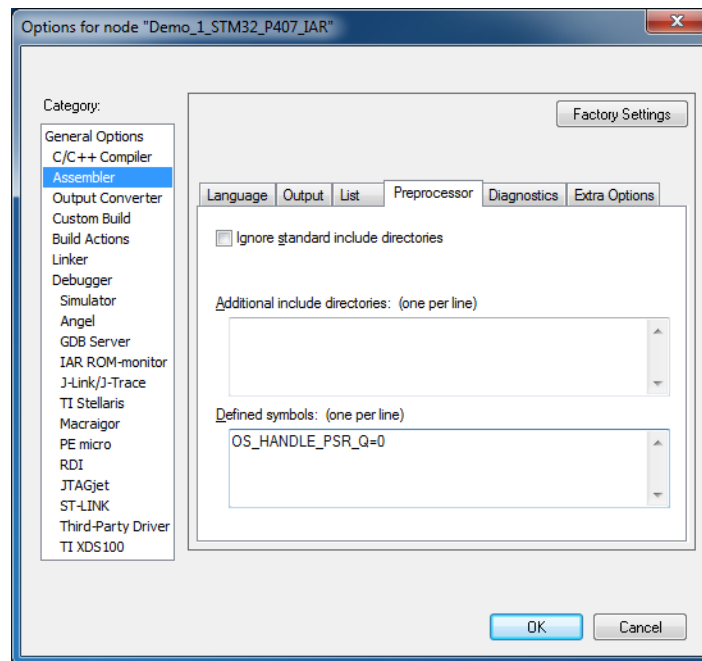 Options for node "Demo_1_STM32_P407_IAR"
Category:
Factory Settings
General Options
C/C++ Compiler
Assembler
Output Converter
Custom Build
Build Actions
Linker
Debugger
Simulator
Angel
GDB Server
IAR ROM-monitor
J-Link/J-Trace
TI Stellaris
Macraigor
PE micro
RDI
JTAGjet
ST-LINK
Third-Party Driver
TI XDS100
Language Output List Preprocessor Diagnostics Extra Options
Ignore standard include directories
Additional include directories: (one per line)
Defined symbols: (one per line)
OS_HANDLE_PSR_Q=0
OK Cancel